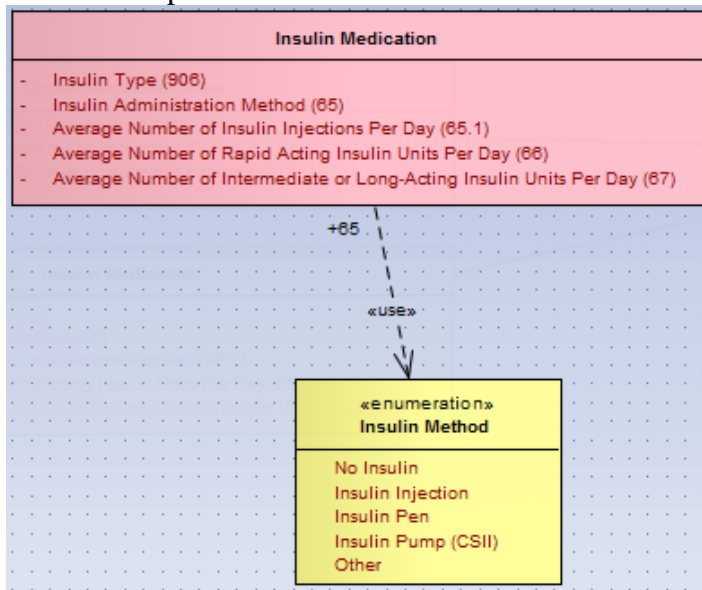 Insulin Medication
- Insulin Type (906)
- Insulin Administration Method (65)
- Average Number of Insulin Injections Per Day (65.1)
- Average Number of Rapid Acting Insulin Units Per Day (66)
- Average Number of Intermediate or Long-Acting Insulin Units Per Day (67)
+65
«use»
«enumeration»
Insulin Method
No Insulin
Insulin Injection
Insulin Pen
Insulin Pump (CSII)
Other